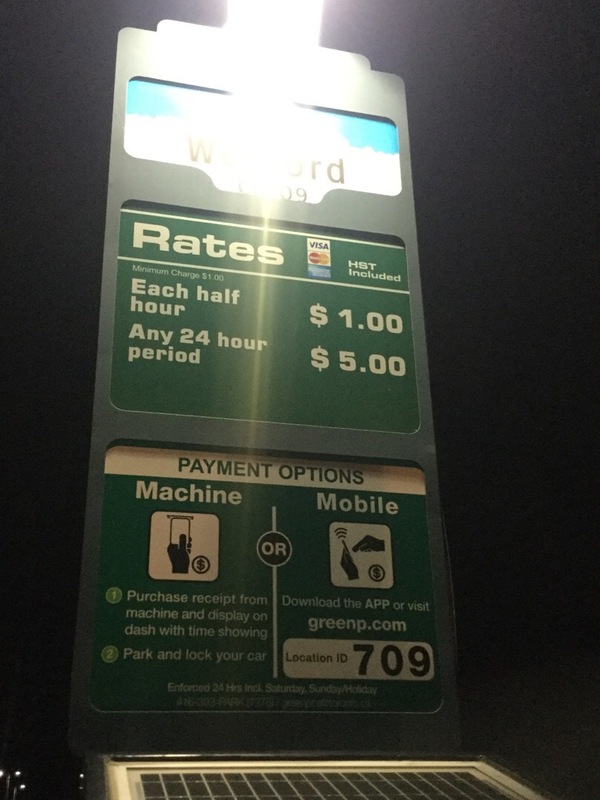 Rates
VISA
HST
Included
Minimum Charge $1.00
Each half
hour
$ 1.00
Any 24 hour
period
$ 5.00
PAYMENT OPTIONS
Machine
OR
Mobile
1 Purchase receipt from
machine and display on
dash with time showing
2 Park and lock your car
Download the APP or visit
greenp.com
Location ID 709
Enforced 24 Hrs Incl. Saturday, Sunday/Holiday